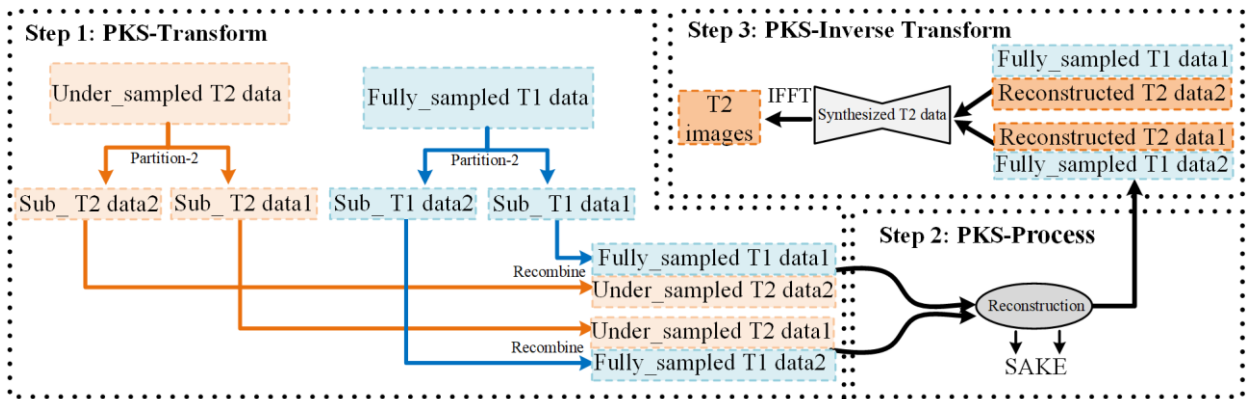 Step 1: PKS-Transform
Under_sampled T2 data
Fully_sampled T1 data
Partition-2
Partition-2
Sub_ T2 data2
Sub_ T2 data1
Sub_ T1 data2
Sub_ T1 data1
Recombine
Fully_sampled T1 data1
Under_sampled T2 data2
Recombine
Under_sampled T2 data1
Fully_sampled T1 data2
Step 2: PKS-Process
Reconstruction
SAKE
Step 3: PKS-Inverse Transform
Fully_sampled T1 data1
Reconstructed T2 data2
Reconstructed T2 data1
Fully_sampled T1 data2
Synthesized T2 data
IFFT
T2
images